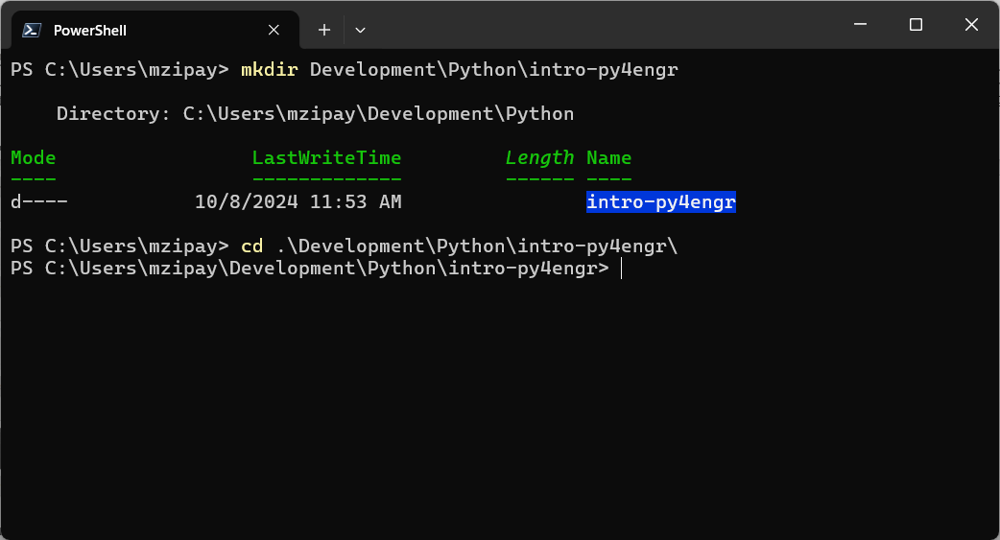 PowerShell
PS C:\Users\mzipay> mkdir Development\Python\intro-py4engr
    Directory: C:\Users\mzipay\Development\Python
Mode                 LastWriteTime         Length Name
----                 -------------         ------ ----
d----           10/8/2024 11:53 AM                intro-py4engr
PS C:\Users\mzipay> cd .\Development\Python\intro-py4engr\
PS C:\Users\mzipay\Development\Python\intro-py4engr>